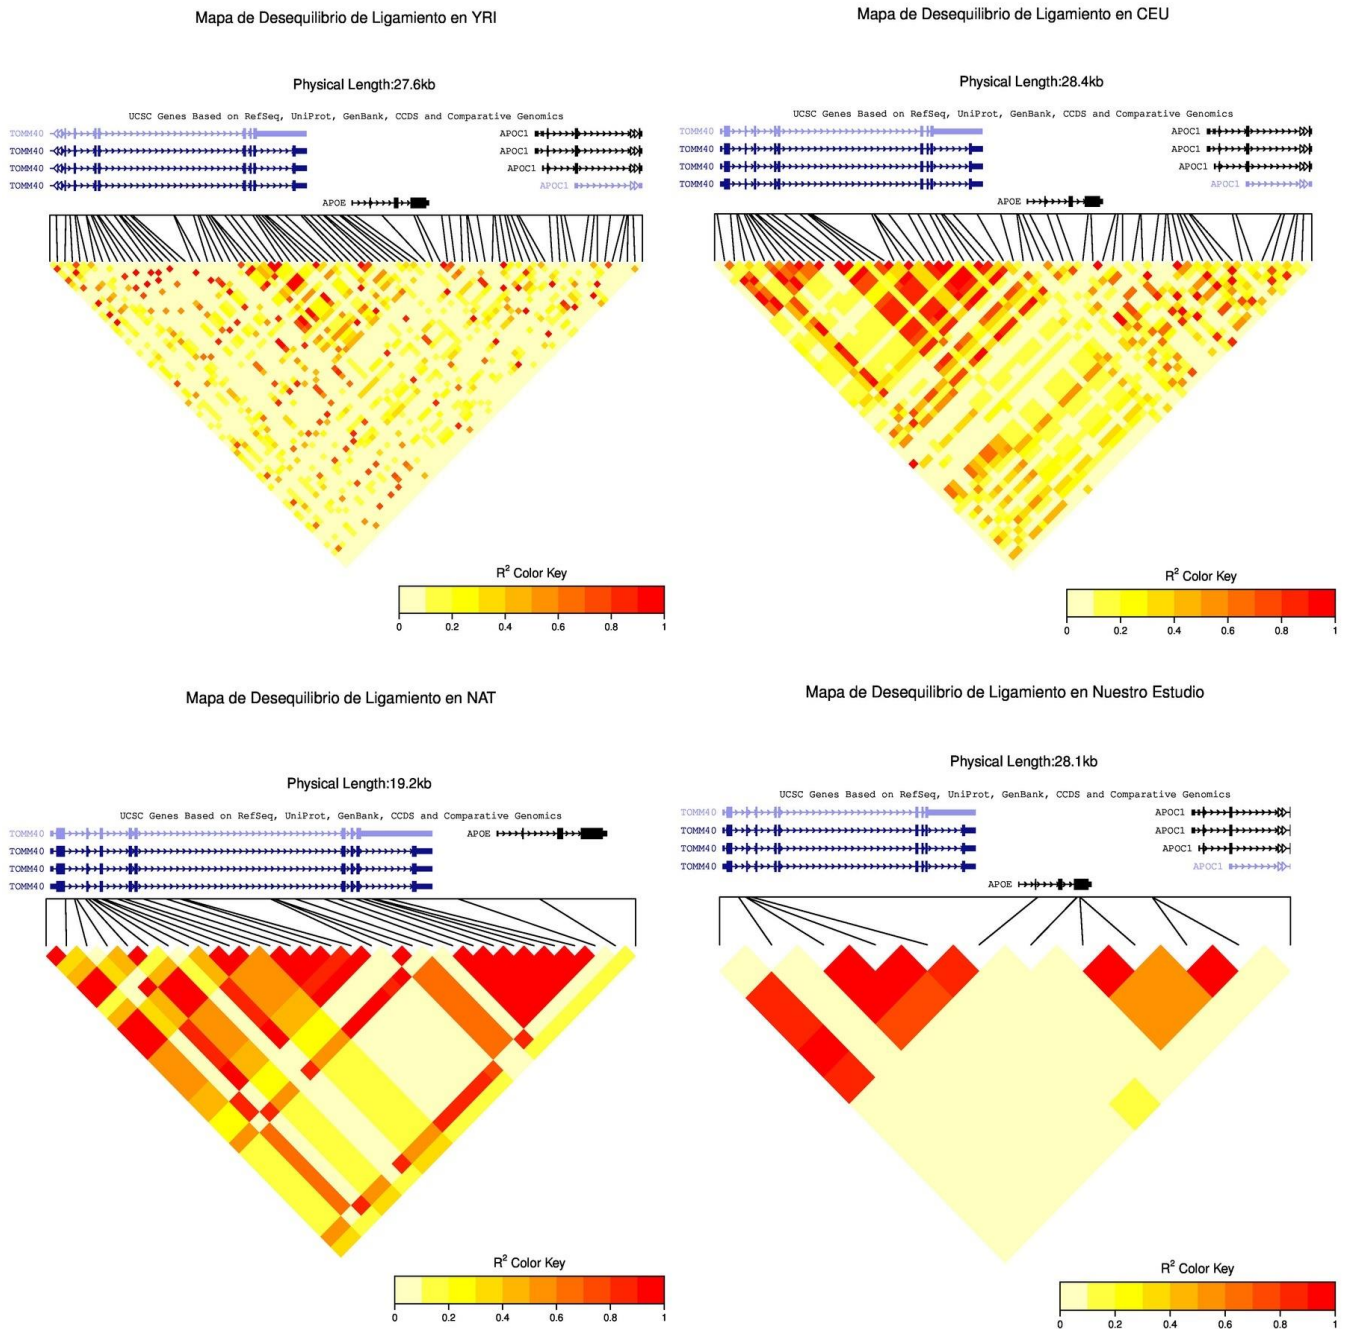 Mapa de Desequilibrio de Ligamiento en YRI
Physical Length:27.6kb
UCSC Genes Based on RefSeq, UniProt, GenBank, CCDS and Comparative Genomics
TOMM40
APOC1
TOMM40
APOC1
TOMM40
APOC1
TOMM40
APOC1
APOE
R² Color Key
0 0.2 0.4 0.6 0.8 1
Mapa de Desequilibrio de Ligamiento en CEU
Physical Length:28.4kb
UCSC Genes Based on RefSeq, UniProt, GenBank, CCDS and Comparative Genomics
TOMM40
APOC1
TOMM40
APOC1
TOMM40
APOC1
TOMM40
APOC1
APOE
R² Color Key
0 0.2 0.4 0.6 0.8 1
Mapa de Desequilibrio de Ligamiento en NAT
Physical Length:19.2kb
UCSC Genes Based on RefSeq, UniProt, GenBank, CCDS and Comparative Genomics
TOMM40
APOE
TOMM40
TOMM40
TOMM40
R² Color Key
0 0.2 0.4 0.6 0.8 1
Mapa de Desequilibrio de Ligamiento en Nuestro Estudio
Physical Length:28.1kb
UCSC Genes Based on RefSeq, UniProt, GenBank, CCDS and Comparative Genomics
TOMM40
APOC1
TOMM40
APOC1
TOMM40
APOC1
TOMM40
APOC1
APOE
R² Color Key
0 0.2 0.4 0.6 0.8 1